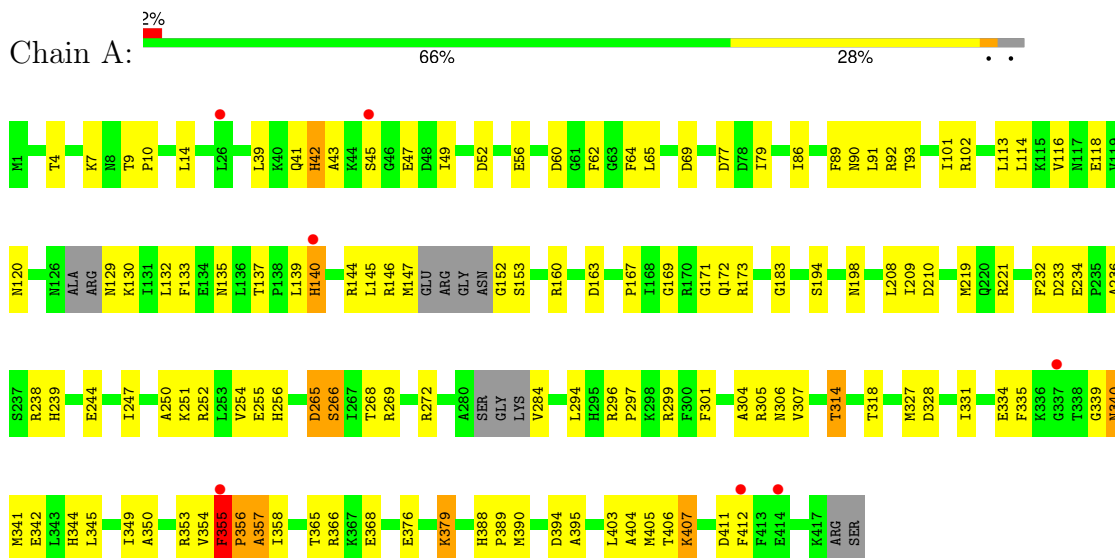 2%
Chain A:
66% 28% • •
M1 T4 K7 N8 T9 P10 L14 L26 L39 K40 Q41 H42 A43 K44 S45 G46 E47 D48 I49 D52 E56 D60 G61 F62 G63 F64 L65 D69 D77 D78 I79 I86 F89 N90 L91 R92 T93 I101 R102 L113 L114 K115 V116 N117 E118
N120 N126 ALA ARG N129 K130 I131 L132 F133 E134 N135 L136 T137 P138 L139 H140 R144 L145 R146 M147 GLU ARG GLY ASN G152 S153 R160 D163 P167 I168 G169 R170 G171 Q172 R173 G183 S194 N198 L208 I209 D210 M219 Q220 R221 F232 D233 E234 P235 A236
S237 R238 H239 E244 I247 A250 K251 R252 L253 V254 E255 H256 D265 S266 I267 T268 R269 R272 A280 SER GLY LYS V284 L294 H295 R296 P297 K298 R299 F300 F301 A304 R305 N306 V307 T314 T318 M327 D328 I331 E334 F335 K336 G337 T338 G339
M341 E342 L343 H344 L345 I349 A350 R353 V354 F355 P356 A357 I358 T365 R366 K367 E368 E376 K379 H388 P389 M390 D394 A395 L403 A404 M405 T406 K407 D411 F412 F413 E414 K417 ARG SER